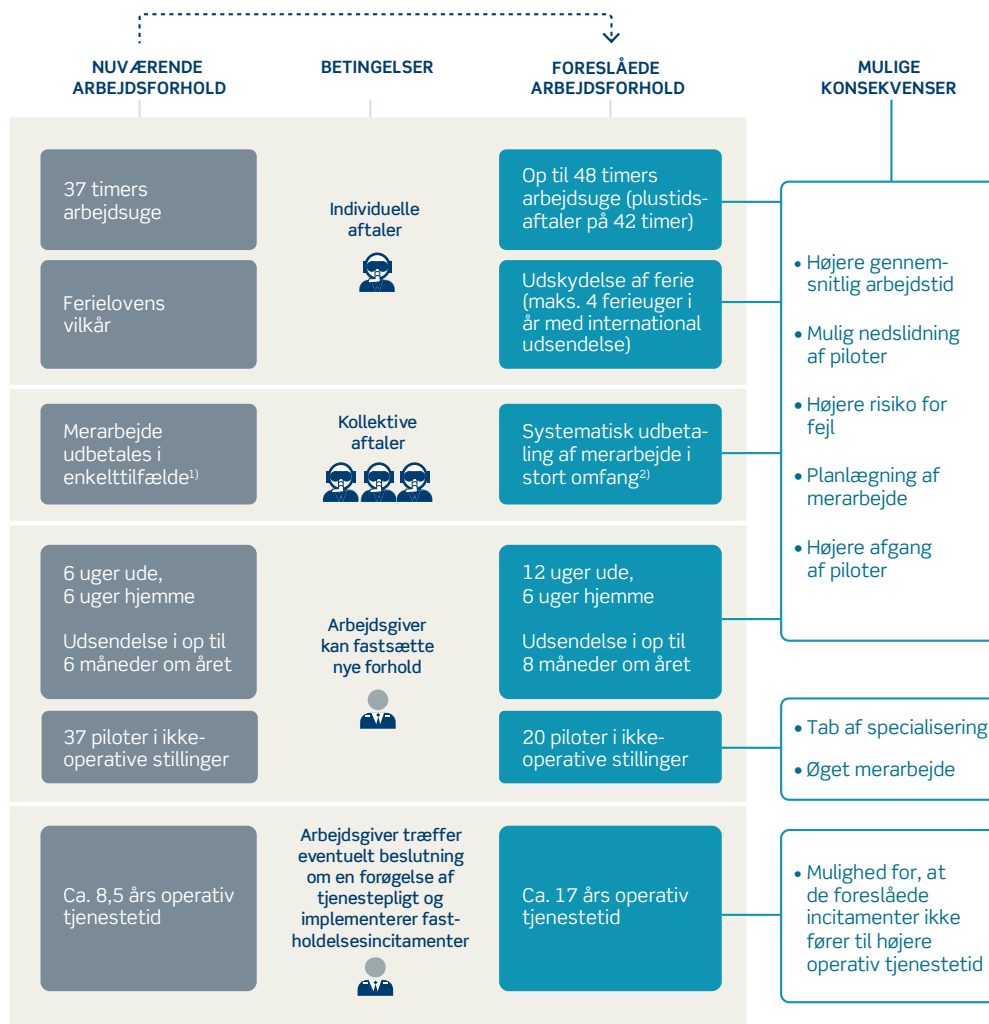 NUVÆRENDE
ARBEJDSFORHOLD
BETINGELSER
FORESLÅEDE
ARBEJDSFORHOLD
MULIGE
KONSEKVENSER
37 timers
arbejdsuge
Individuelle
aftaler
Op til 48 timers
arbejdsuge (plustids-
aftaler på 42 timer)
Ferielovens
vilkår
Udskydelse af ferie
(maks. 4 ferieuger i
år med international
udsendelse)
Merarbejde
udbetales i
enkelttilfælde1)
Kollektive
aftaler
Systematisk udbeta-
ling af merarbejde i
stort omfang2)
• Højere gennem-
snitlig arbejdstid
• Mulig nedslidning
af piloter
• Højere risiko for
fejl
• Planlægning af
merarbejde
• Højere afgang
af piloter
6 uger ude,
6 uger hjemme
Udsendelse i op til
6 måneder om året
Arbejdsgiver
kan fastsætte
nye forhold
12 uger ude,
6 uger hjemme
Udsendelse i op til
8 måneder om året
37 piloter i ikke-
operative stillinger
20 piloter i ikke-
operative stillinger
• Tab af specialisering
• Øget merarbejde
Ca. 8,5 års operativ
tjenestetid
Arbejdsgiver træffer
eventuelt beslutning
om en forøgelse af
tjenestepligt og
implementerer fast-
holdelsesincitamenter
Ca. 17 års operativ
tjenestetid
• Mulighed for, at
de foreslåede
incitamenter ikke
fører til højere
operativ tjenestetid